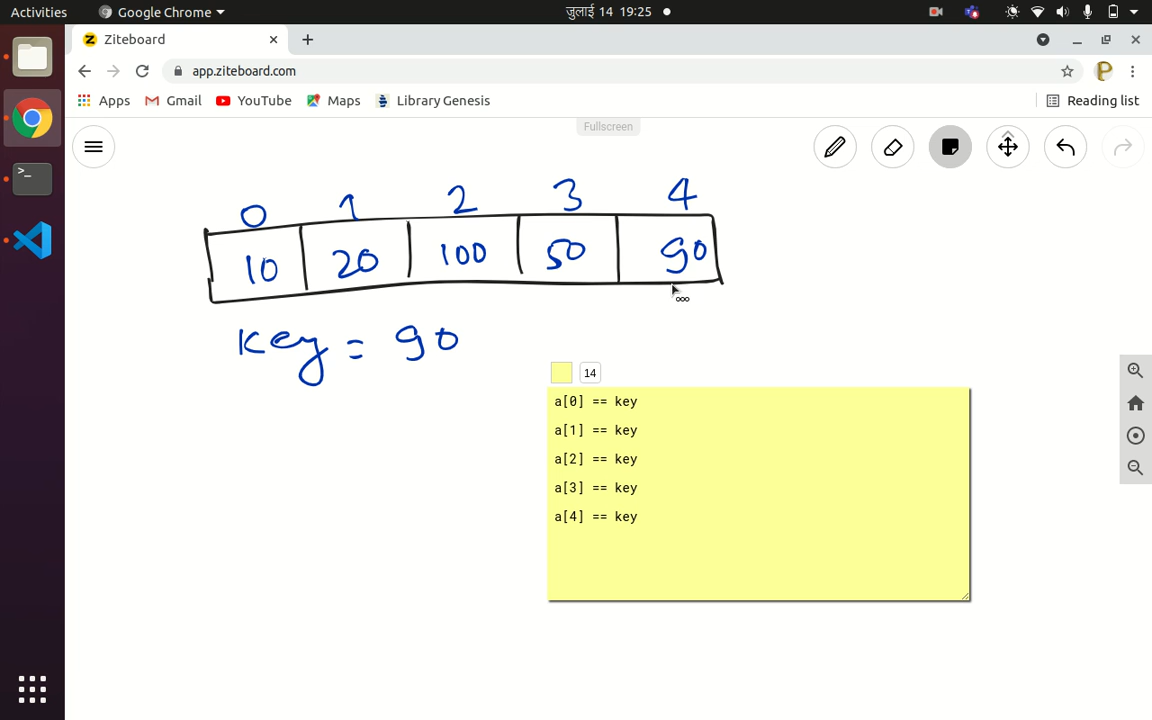 Activities Google Chrome जुलाई 14 19:25
Ziteboard
app.ziteboard.com
Apps Gmail YouTube Maps Library Genesis Reading list
Fullscreen
0 1 2 3 4
10 20 100 50 90
key = 90
14
a[0] == key
a[1] == key
a[2] == key
a[3] == key
a[4] == key